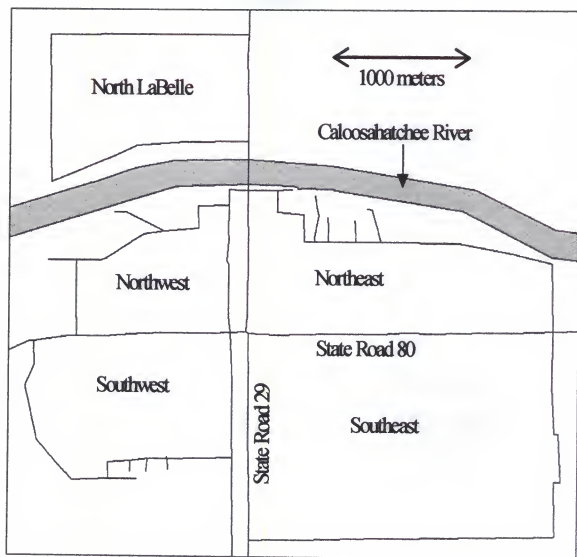 North LaBelle
1000 meters
Caloosahatchee River
Northwest
Northeast
State Road 80
Southwest
State Road 29
Southeast